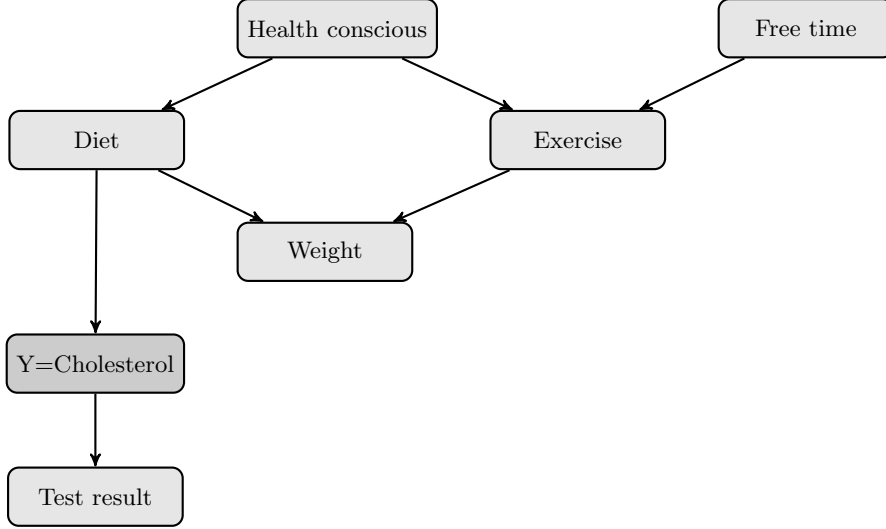 Health conscious
Free time
Diet
Exercise
Weight
Y=Cholesterol
Test result